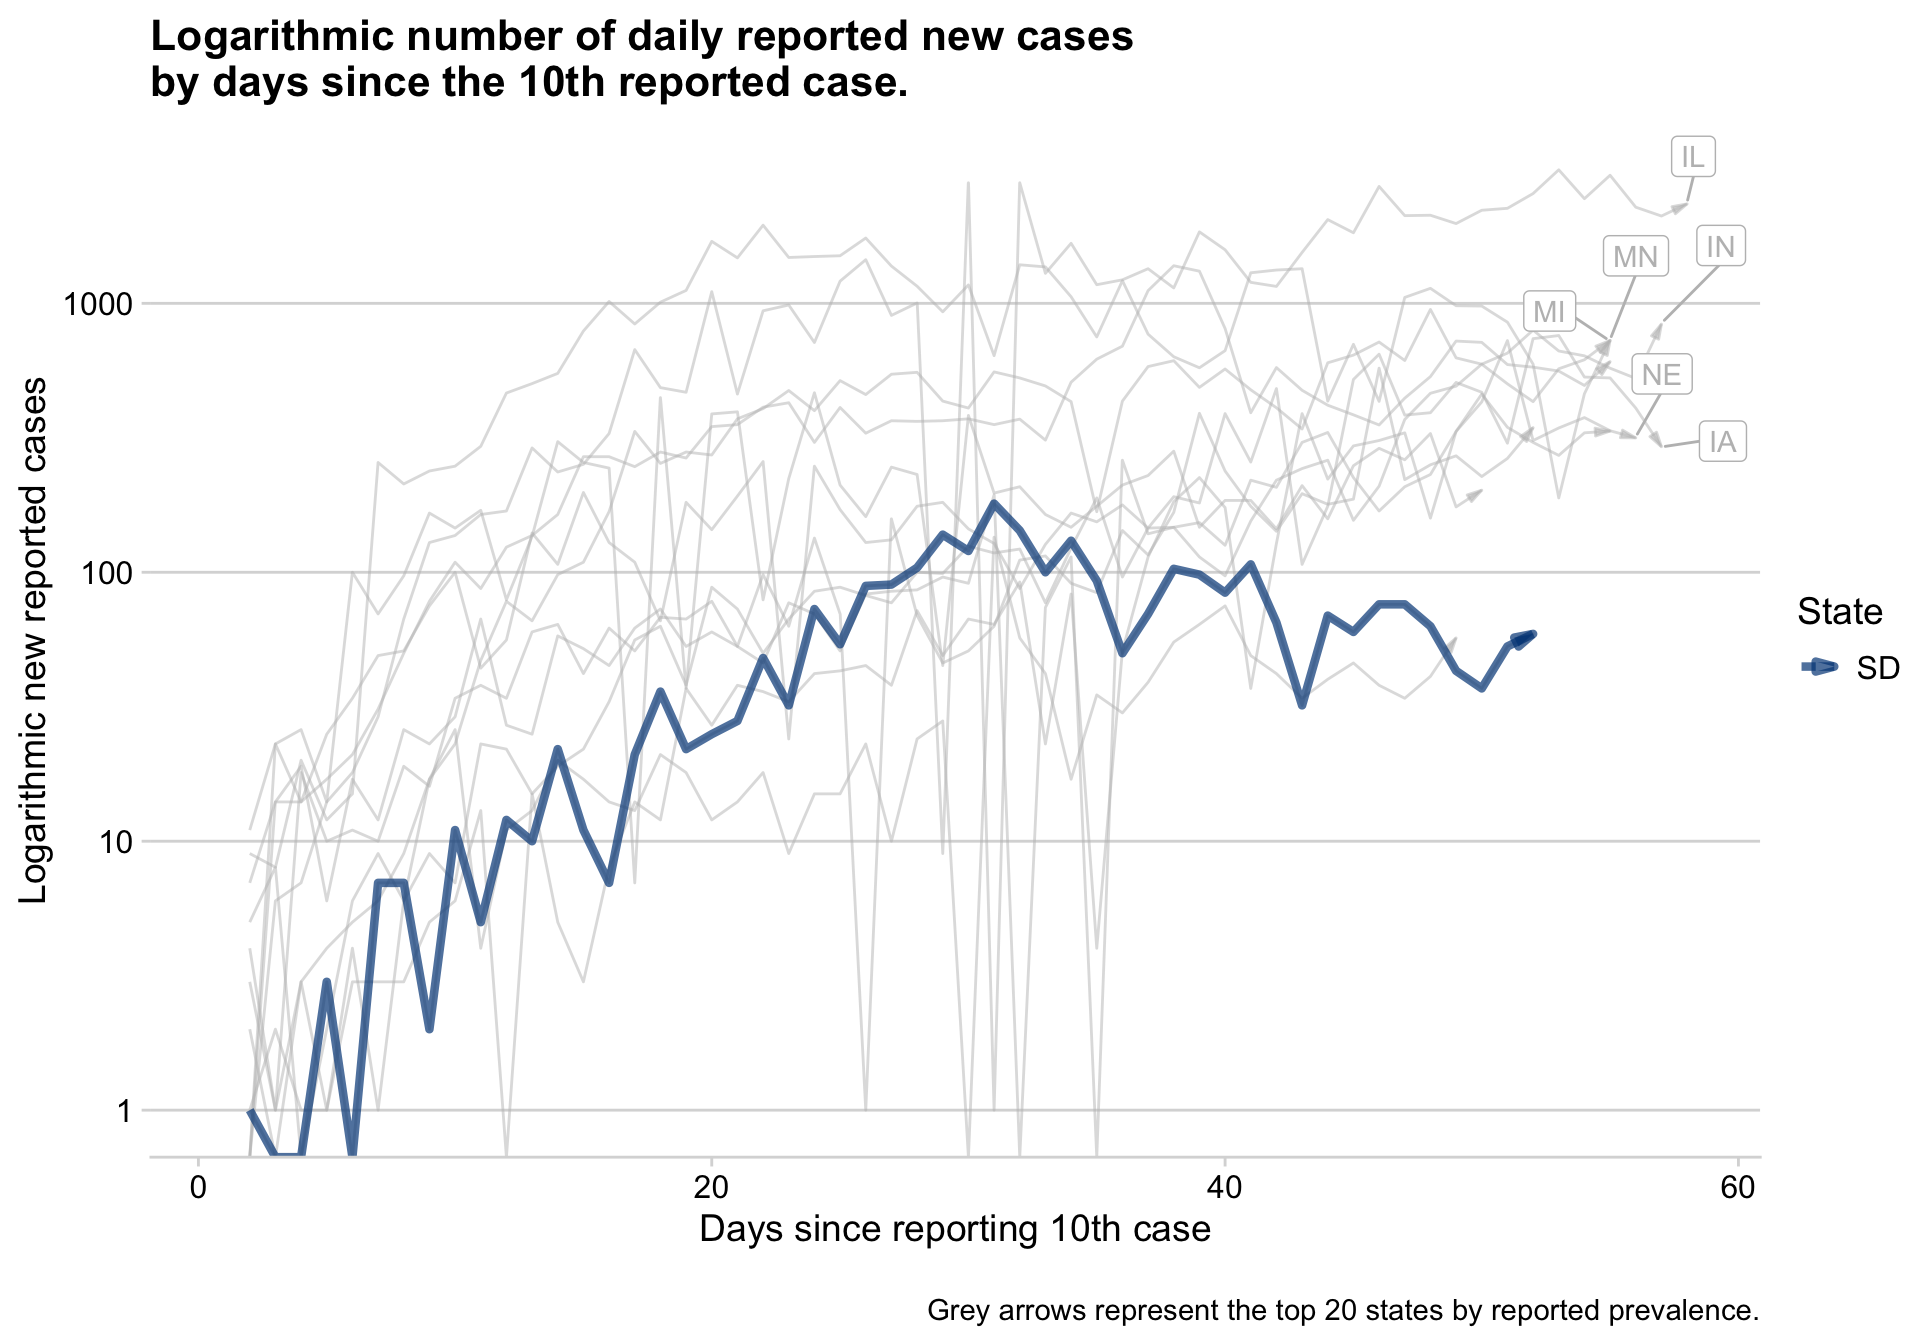 Logarithmic number of daily reported new cases
by days since the 10th reported case.
IL
IN
MN
MI
NE
IA
1000
100
10
1
Logarithmic new reported cases
0
20
40
60
Days since reporting 10th case
State
SD
Grey arrows represent the top 20 states by reported prevalence.